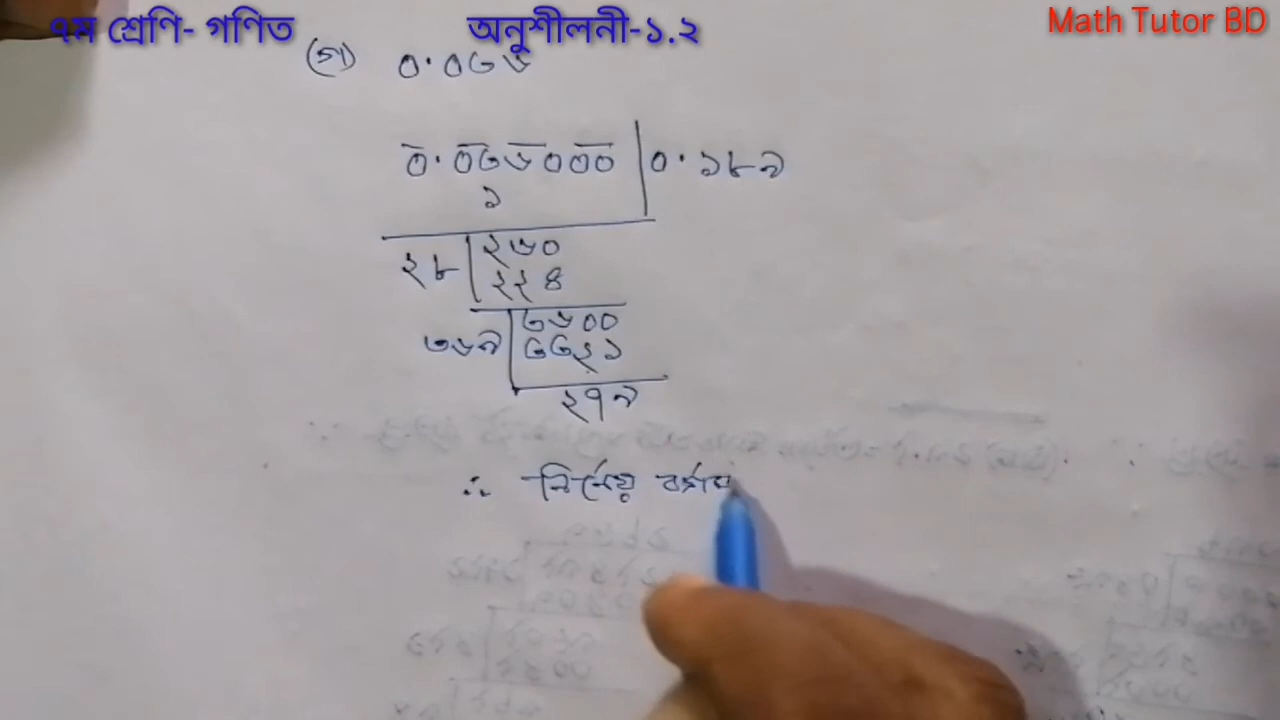 ৭ম শ্রেণি- গণিত অনুশীলনী-১.২ Math Tutor BD
(গ) ০.০৩৬
০.০৩৬০০০ ০.১৮৯
১
২৮ ২৬০
২২৪
৩৬৯ ৩৬০০
৩৩২১
২৭৯
∴ নির্ণেয় বর্গমূ